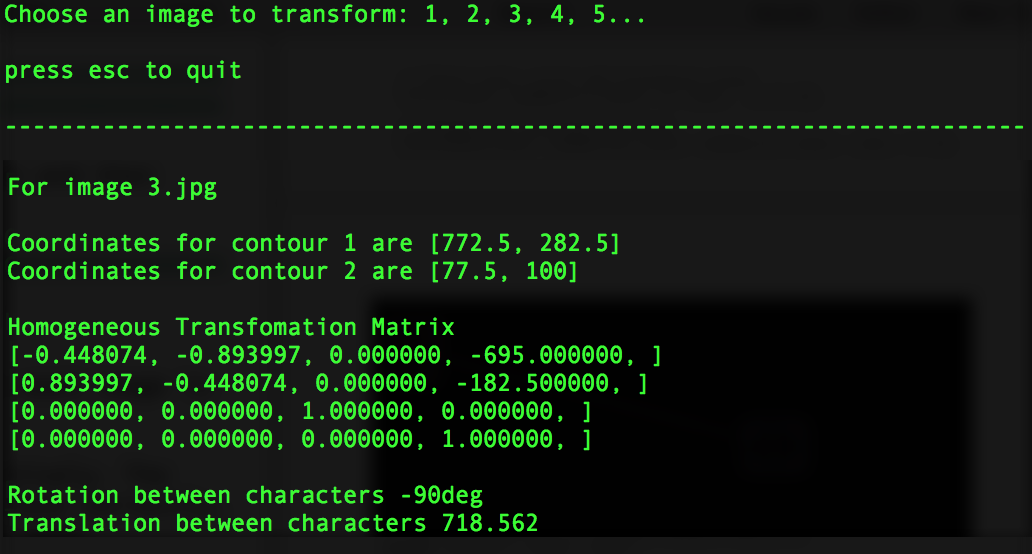 Choose an image to transform: 1, 2, 3, 4, 5...
press esc to quit
-------------------------------------------------------------------------
For image 3.jpg
Coordinates for contour 1 are [772.5, 282.5]
Coordinates for contour 2 are [77.5, 100]
Homogeneous Transfomation Matrix
[-0.448074, -0.893997, 0.000000, -695.000000, ]
[0.893997, -0.448074, 0.000000, -182.500000, ]
[0.000000, 0.000000, 1.000000, 0.000000, ]
[0.000000, 0.000000, 0.000000, 1.000000, ]
Rotation between characters -90deg
Translation between characters 718.562